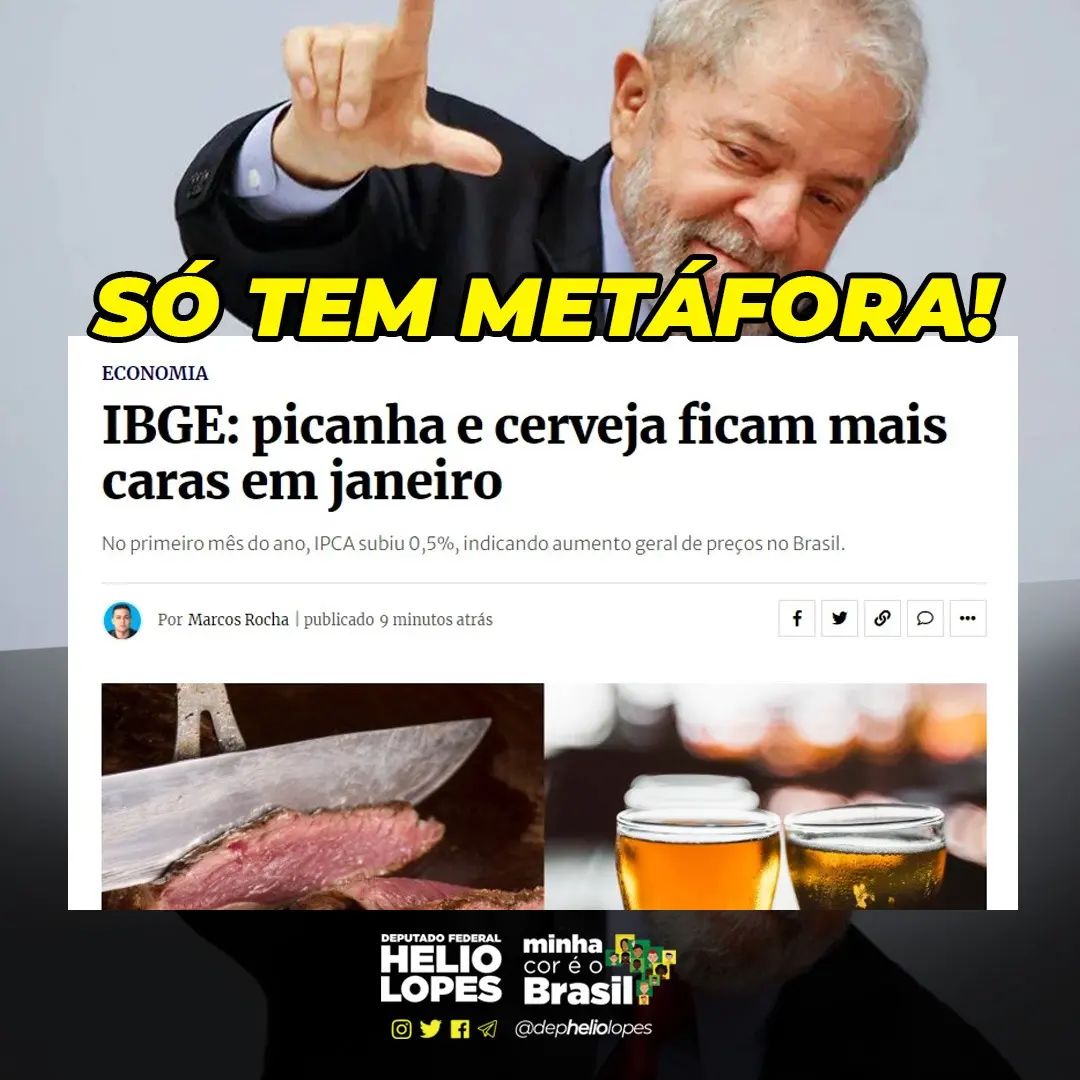 SÓ TEM METÁFORA!
ECONOMIA
IBGE: picanha e cerveja ficam mais
caras em janeiro
No primeiro mês do ano, IPCA subiu 0,5%, indicando aumento geral de preços no Brasil.
Por Marcos Rocha | publicado 9 minutos atrás
DEPUTADO FEDERAL
HELIO
LOPES
minha
cor é o
Brasil
@depheliolopes